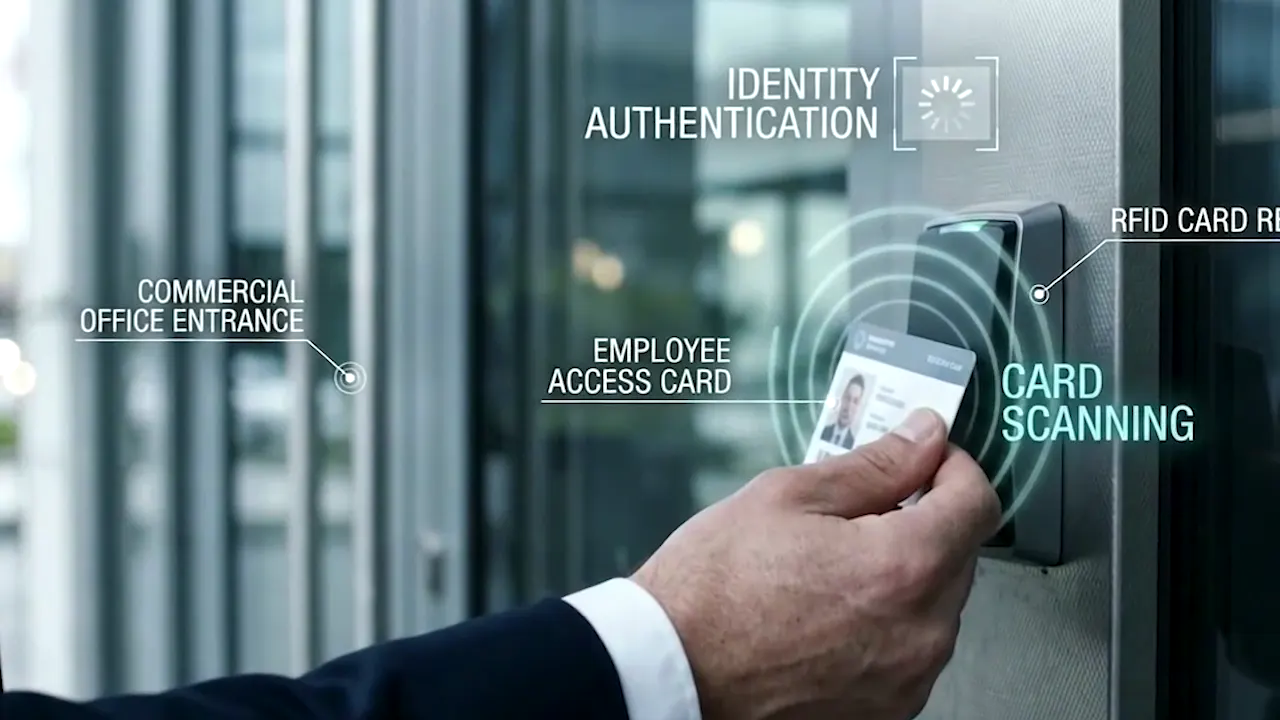 IDENTITY
AUTHENTICATION
RFID CARD RE
COMMERCIAL
OFFICE ENTRANCE
EMPLOYEE
ACCESS CARD
CARD
SCANNING